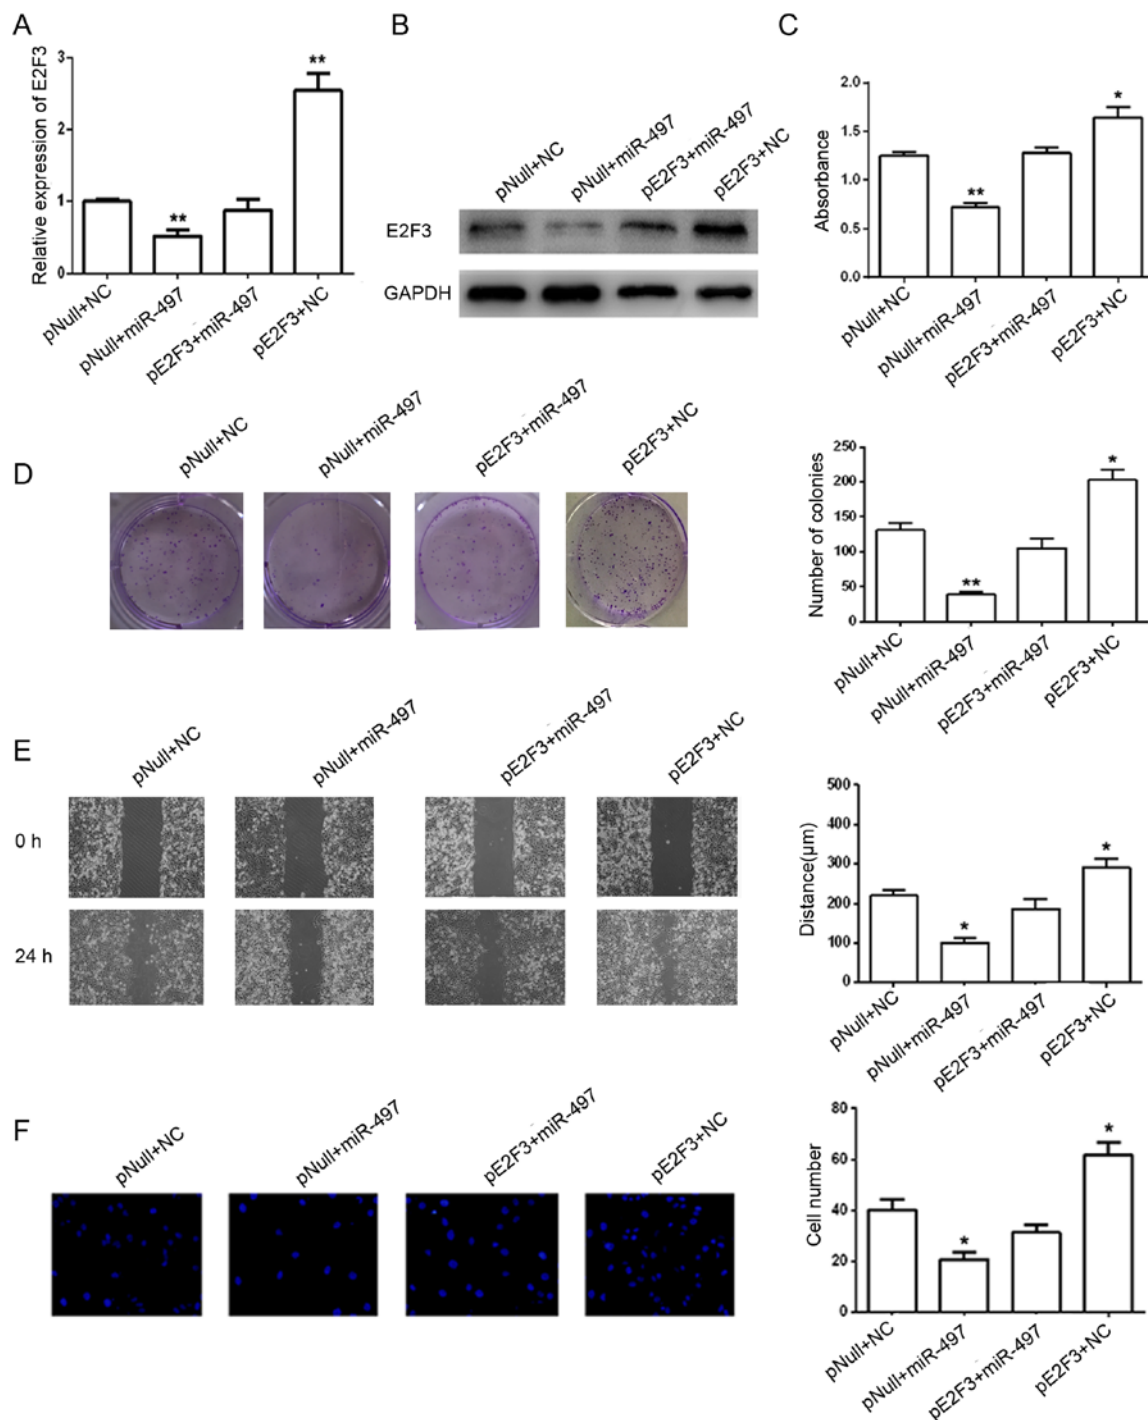 A
Relative expression of E2F3
3
2
1
0
**
**
pNull+NC
pNull+miR-497
pE2F3+miR-497
pE2F3+NC
B
pNull+NC
pNull+miR-497
pE2F3+miR-497
pE2F3+NC
E2F3
GAPDH
C
Absorbance
2.0
1.5
1.0
0.5
0.0
**
*
pNull+NC
pNull+miR-497
pE2F3+miR-497
pE2F3+NC
D
pNull+NC
pNull+miR-497
pE2F3+miR-497
pE2F3+NC
Number of colonies
250
200
150
100
50
0
**
*
pNull+NC
pNull+miR-497
pE2F3+miR-497
pE2F3+NC
E
pNull+NC
pNull+miR-497
pE2F3+miR-497
pE2F3+NC
0 h
24 h
Distance(μm)
500
400
300
200
100
0
*
*
pNull+NC
pNull+miR-497
pE2F3+miR-497
pE2F3+NC
F
pNull+NC
pNull+miR-497
pE2F3+miR-497
pE2F3+NC
Cell number
80
60
40
20
0
*
*
pNull+NC
pNull+miR-497
pE2F3+miR-497
pE2F3+NC